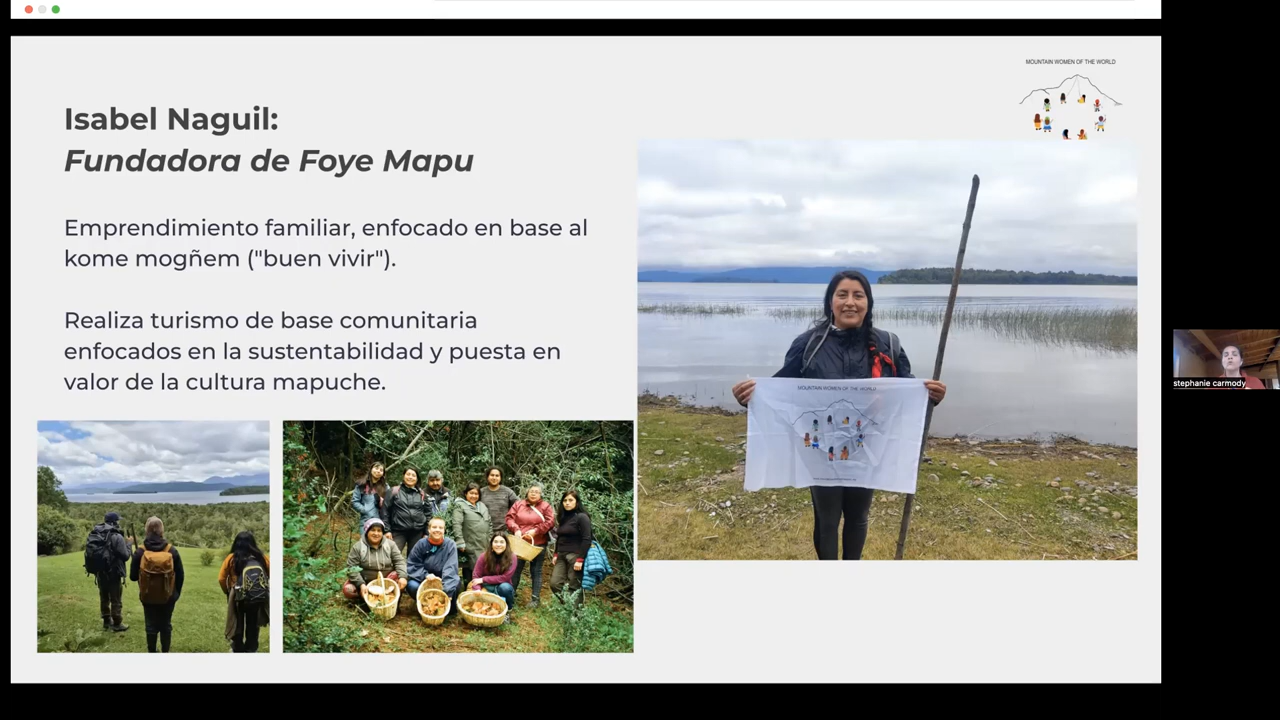 MOUNTAIN WOMEN OF THE WORLD
Isabel Naguil:
Fundadora de Foye Mapu
Emprendimiento familiar, enfocado en base al
kome mogñem ("buen vivir").
Realiza turismo de base comunitaria
enfocados en la sustentabilidad y puesta en
valor de la cultura mapuche.
MOUNTAIN WOMEN OF THE WORLD
stephanie carmody